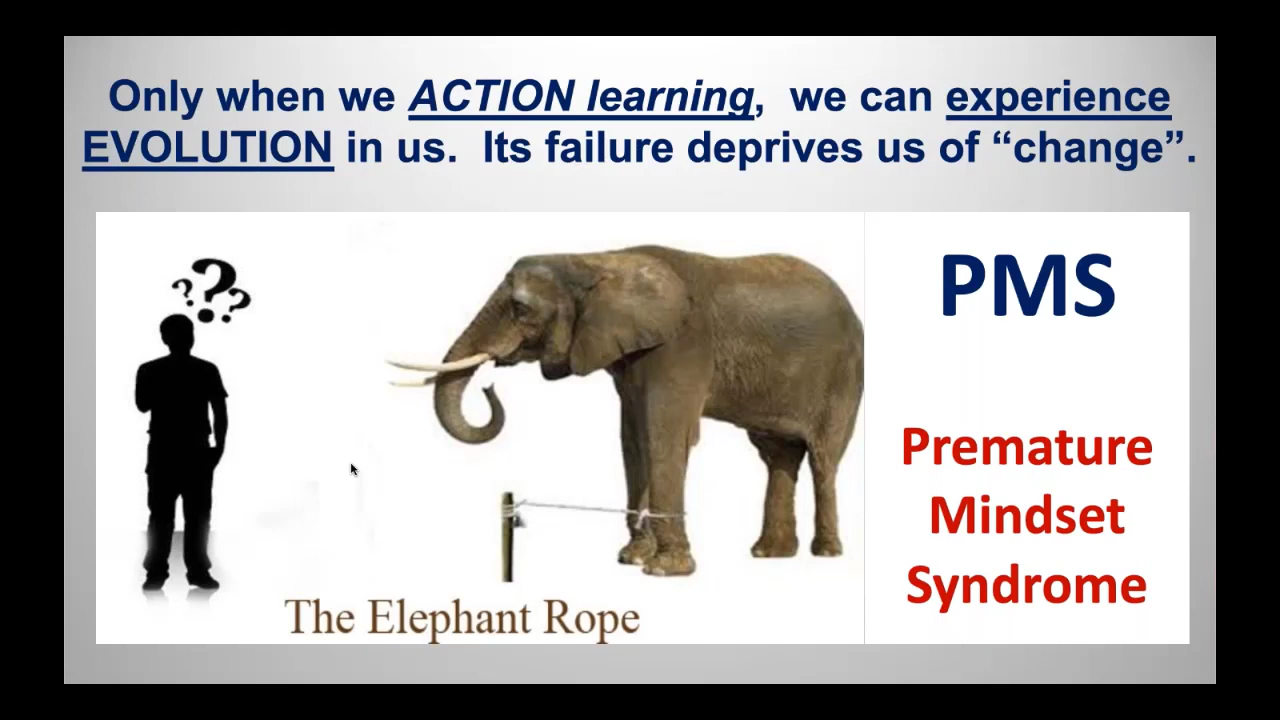 Only when we ACTION learning, we can experience
EVOLUTION in us. Its failure deprives us of “change”.
???
The Elephant Rope
PMS
Premature
Mindset
Syndrome